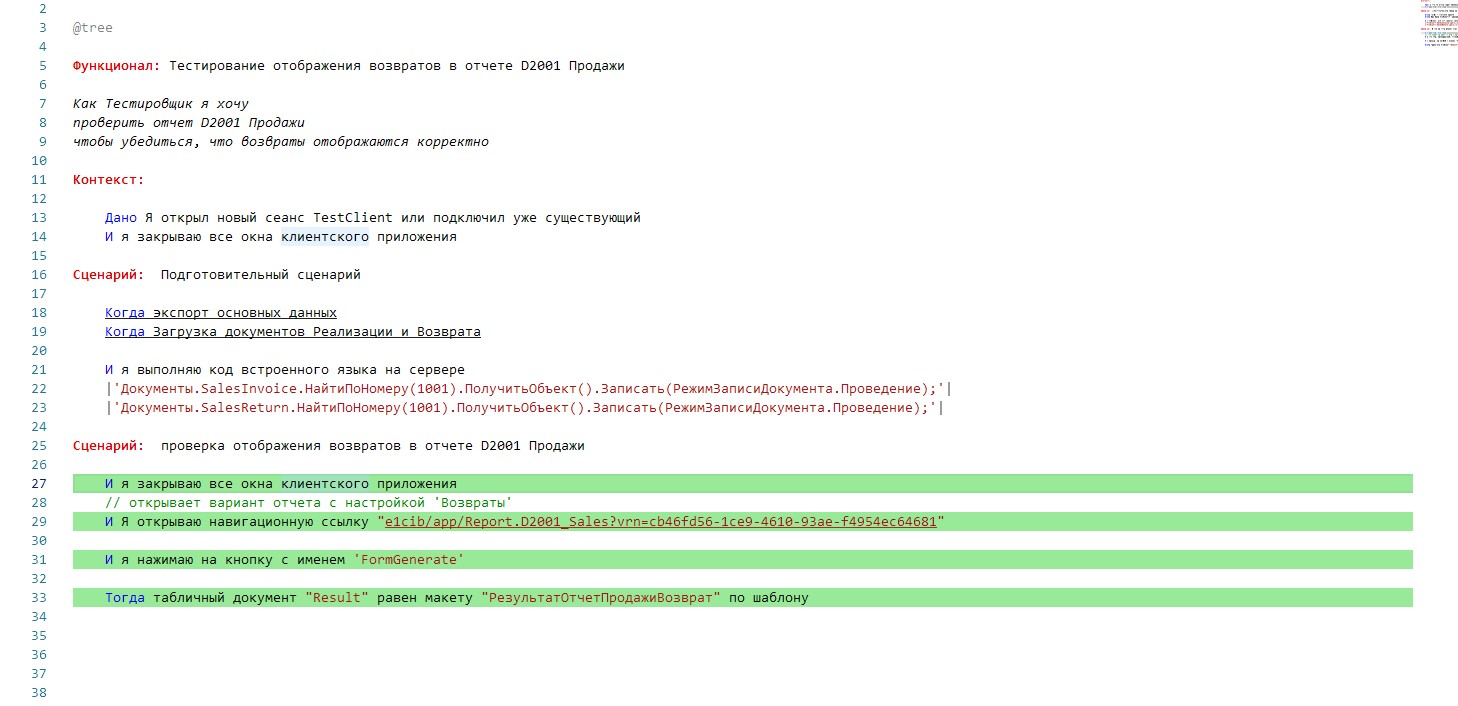 2
3 @tree
4
5 Функционал: Тестирование отображения возвратов в отчете D2001 Продажи
6
7 Как Тестировщик я хочу
8 проверить отчет D2001 Продажи
9 чтобы убедиться, что возвраты отображаются корректно
10
11 Контекст:
12
13 Дано Я открыл новый сеанс TestClient или подключил уже существующий
14 И я закрываю все окна клиентского приложения
15
16 Сценарий:  Подготовительный сценарий
17
18 Когда экспорт основных данных
19 Когда Загрузка документов Реализации и Возврата
20
21 И я выполняю код встроенного языка на сервере
22 |'Документы.SalesInvoice.НайтиПоНомеру(1001).ПолучитьОбъект().Записать(РежимЗаписиДокумента.Проведение);'|
23 |'Документы.SalesReturn.НайтиПоНомеру(1001).ПолучитьОбъект().Записать(РежимЗаписиДокумента.Проведение);'|
24
25 Сценарий:  проверка отображения возвратов в отчете D2001 Продажи
26
27 И я закрываю все окна клиентского приложения
28 // открывает вариант отчета с настройкой 'Возвраты'
29 И Я открываю навигационную ссылку "e1cib/app/Report.D2001_Sales?vrn=cb46fd56-1ce9-4610-93ae-f4954ec64681"
30
31 И я нажимаю на кнопку с именем 'FormGenerate'
32
33 Тогда табличный документ "Result" равен макету "РезультатОтчетПродажиВозврат" по шаблону
34
35
36
37
38